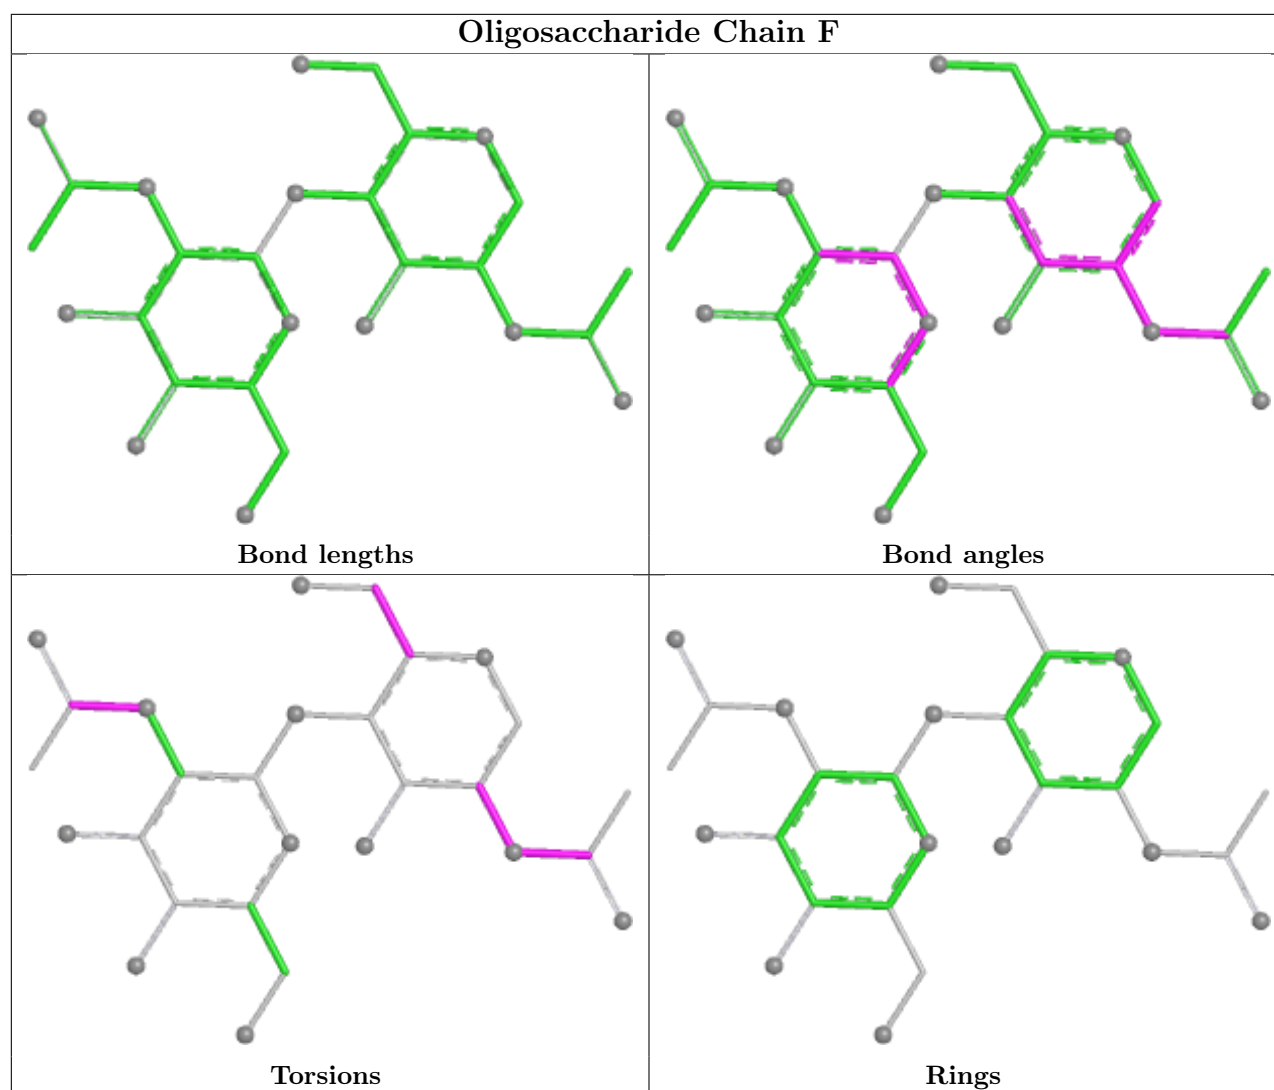 Oligosaccharide Chain F
Bond lengths
Bond angles
Torsions
Rings